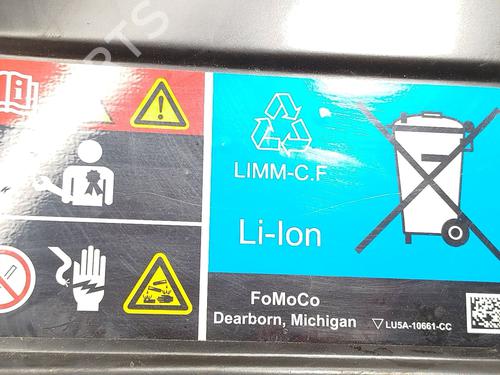 LIMM-C.F
Li-Ion
FoMoCo
Dearborn, Michigan
LU5A-10661-CC